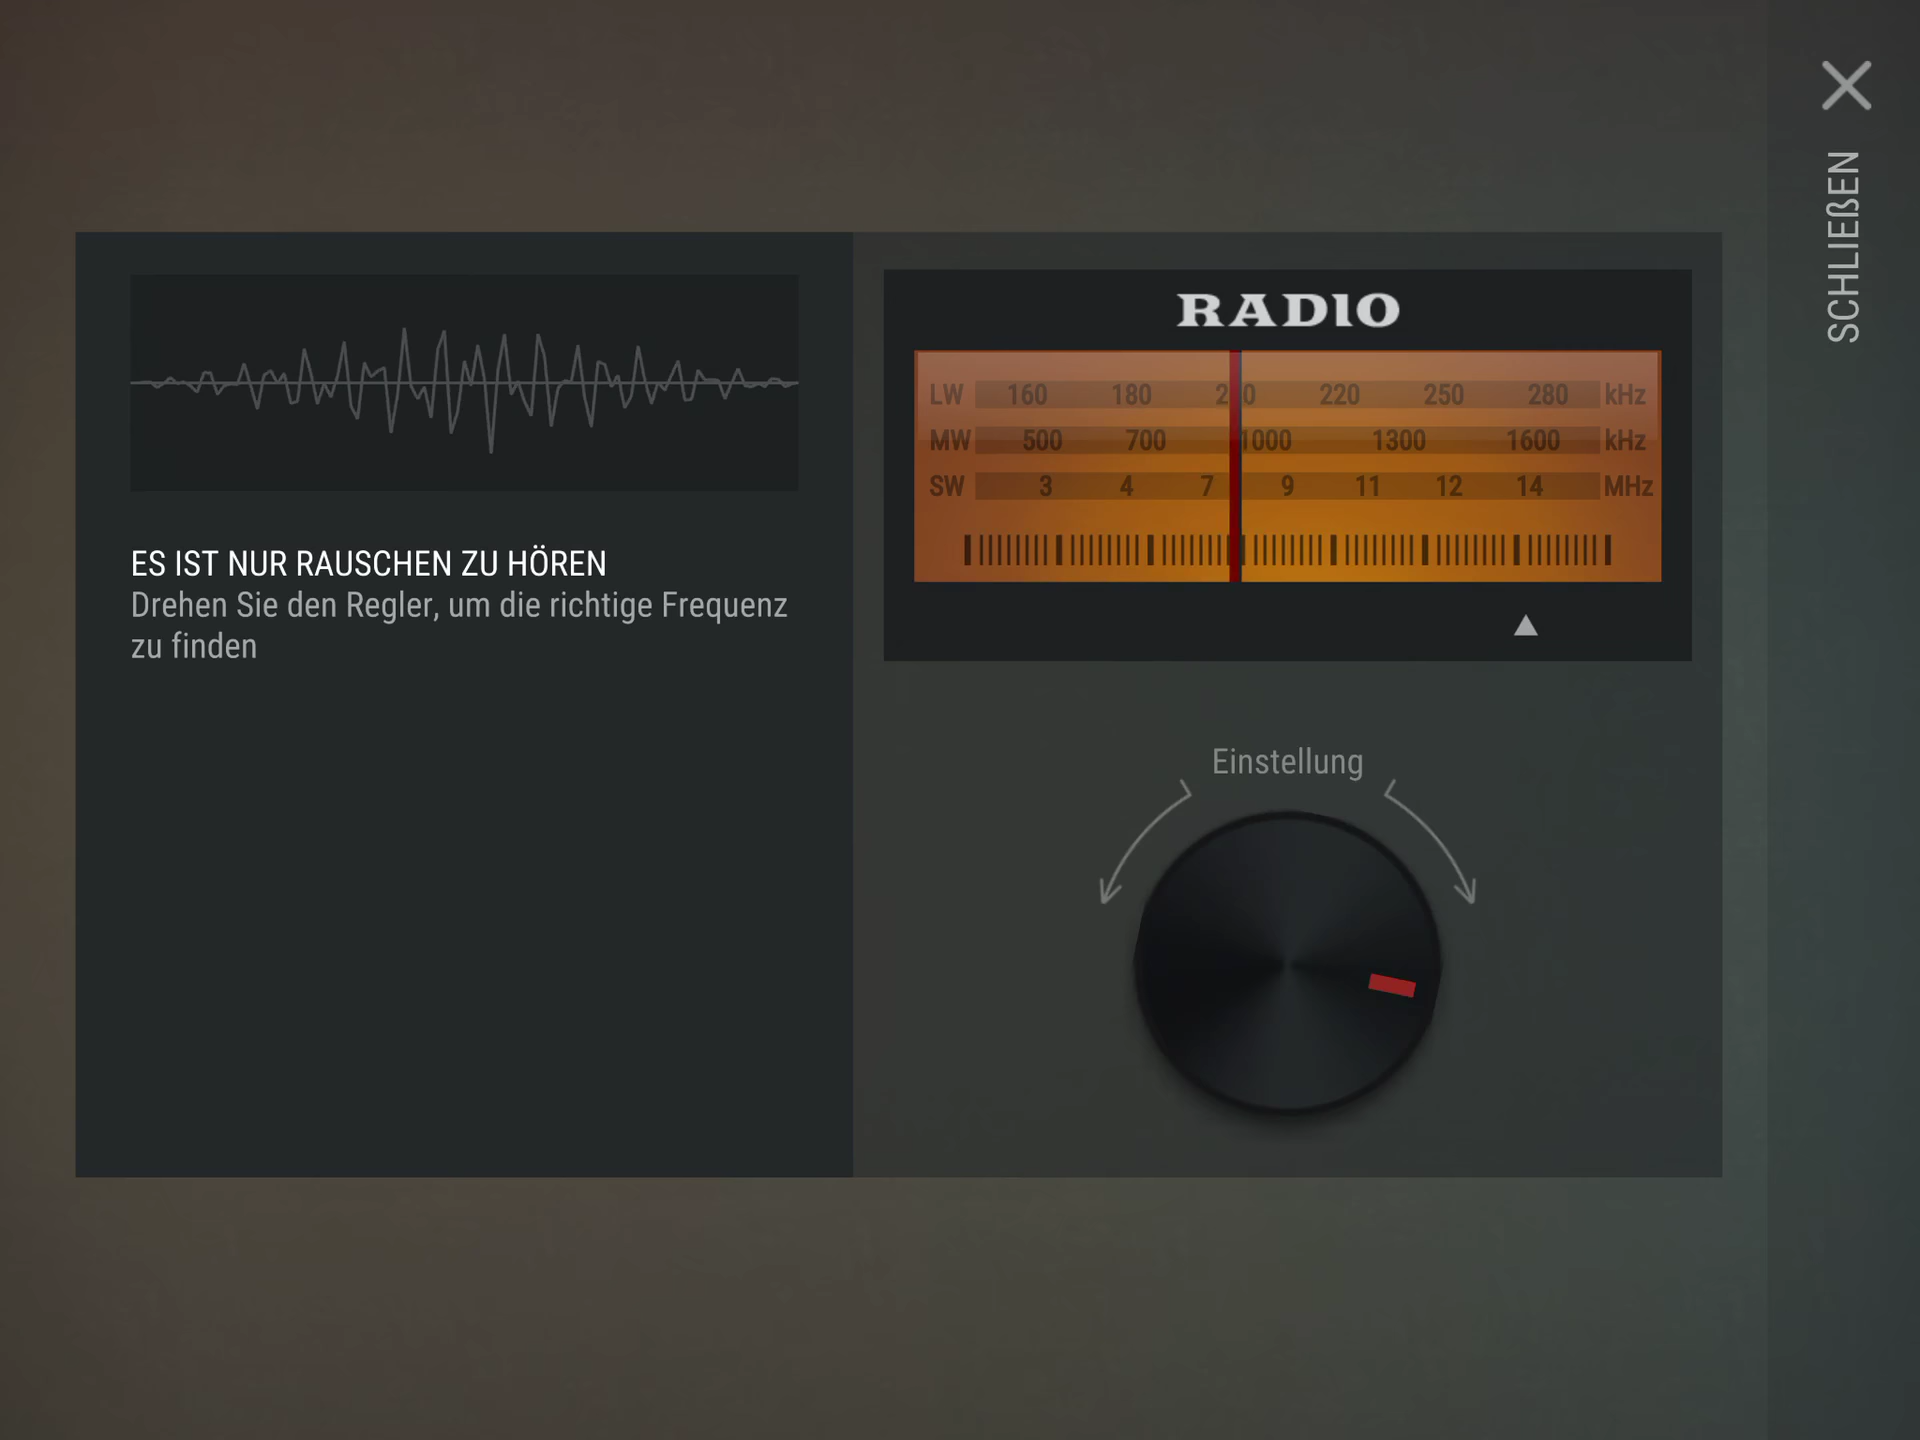 SCHLIEßEN
RADIO
LW 160 180 220 250 280 kHz
MW 500 700 1000 1300 1600 kHz
SW 3 4 7 9 11 12 14 MHz
ES IST NUR RAUSCHEN ZU HÖREN
Drehen Sie den Regler, um die richtige Frequenz
zu finden
Einstellung